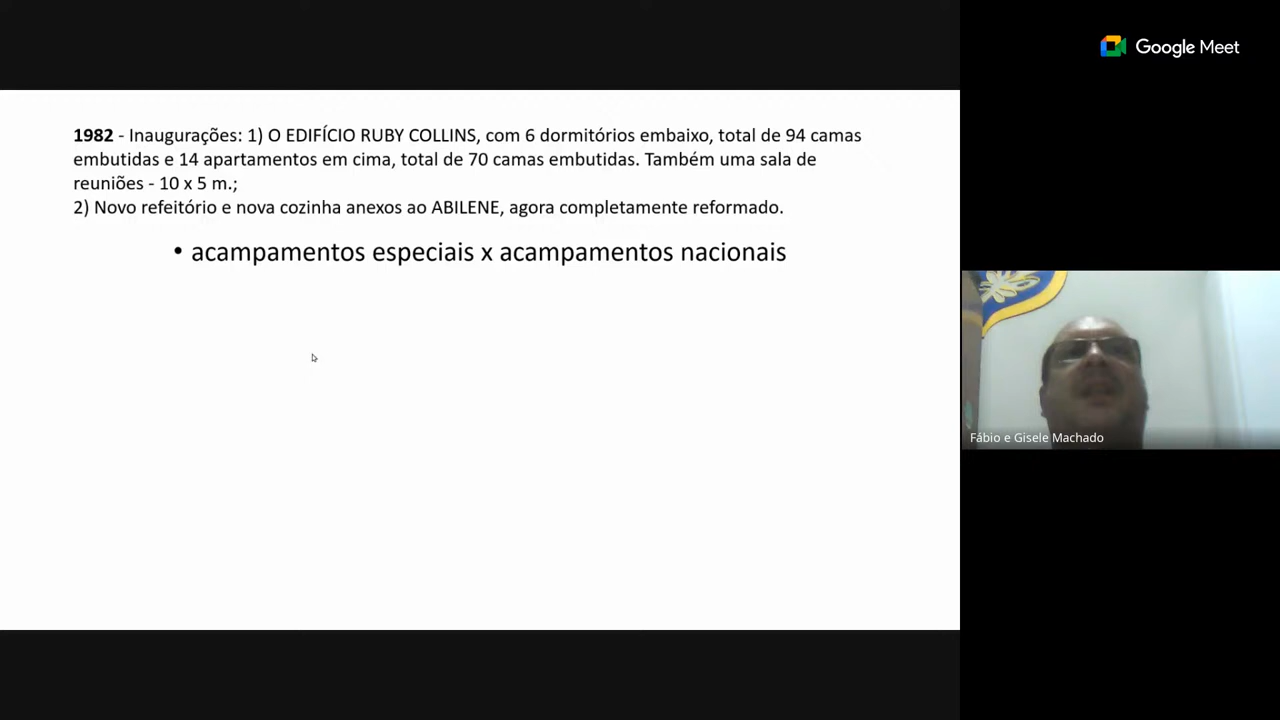 Google Meet
1982 - Inaugurações: 1) O EDIFÍCIO RUBY COLLINS, com 6 dormitórios embaixo, total de 94 camas
embutidas e 14 apartamentos em cima, total de 70 camas embutidas. Também uma sala de
reuniões - 10 x 5 m.;
2) Novo refeitório e nova cozinha anexos ao ABILENE, agora completamente reformado.
• acampamentos especiais x acampamentos nacionais
Fábio e Gisele Machado